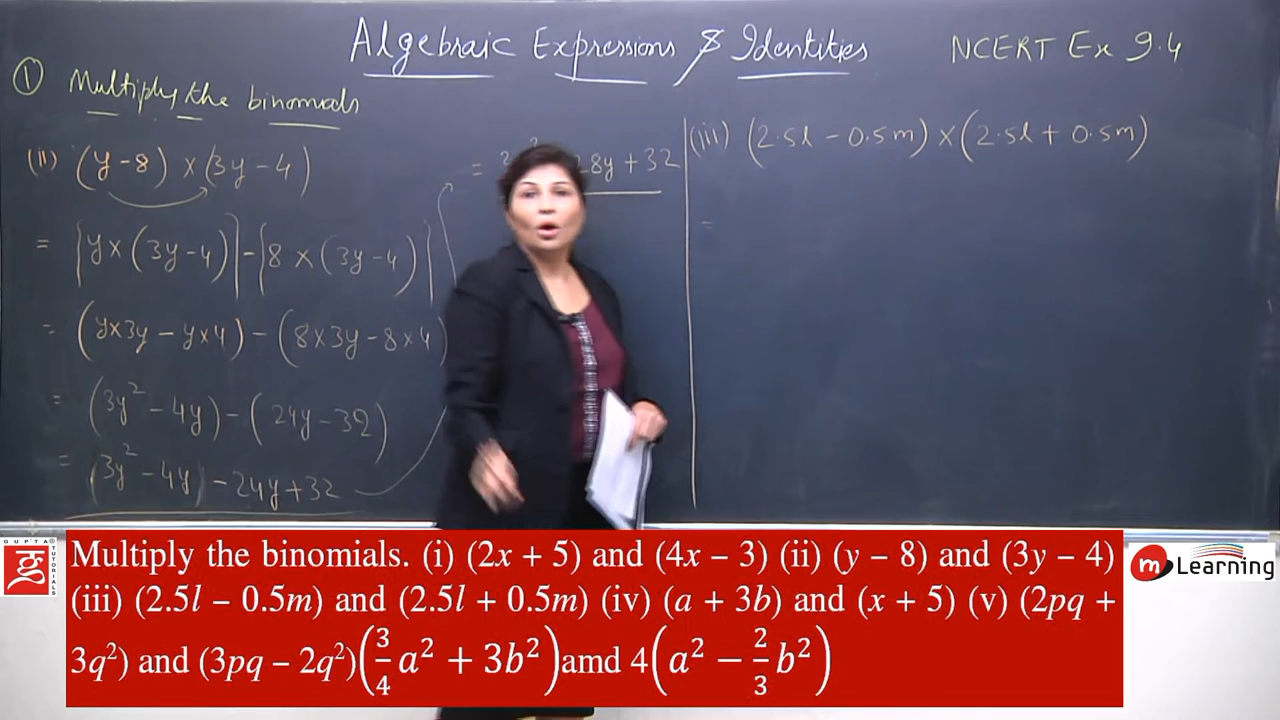 Algebraic Expressions & Identities
NCERT Ex 9.4
① Multiply the binomials
(ii) (y - 8) × (3y - 4)
= {y × (3y - 4)} - {8 × (3y - 4)}
= (y×3y - y×4) - (8×3y - 8×4)
= (3y² - 4y) - (24y - 32)
= (3y² - 4y) - 24y + 32
= 28y + 32
(iii) (2.5l - 0.5m) × (2.5l + 0.5m)
=
GUPTA®
g
TUTORIALS
Multiply the binomials. (i) (2x + 5) and (4x – 3) (ii) (y – 8) and (3y – 4)
(iii) (2.5l – 0.5m) and (2.5l + 0.5m) (iv) (a + 3b) and (x + 5) (v) (2pq +
3q²) and (3pq – 2q²)(3/4 a² + 3b²)amd 4(a² − 2/3 b²)
m Learning